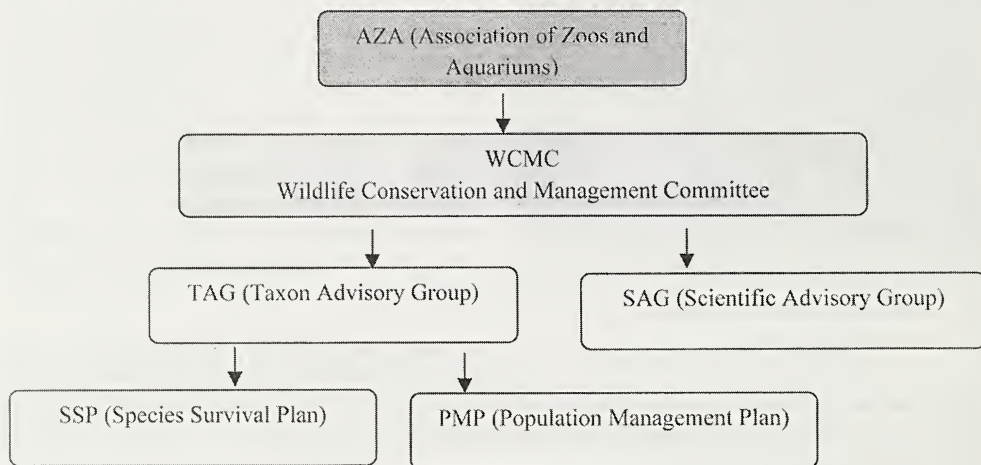 AZA (Association of Zoos and
Aquariums)
WCMC
Wildlife Conservation and Management Committee
TAG (Taxon Advisory Group)
SAG (Scientific Advisory Group)
SSP (Species Survival Plan)
PMP (Population Management Plan)